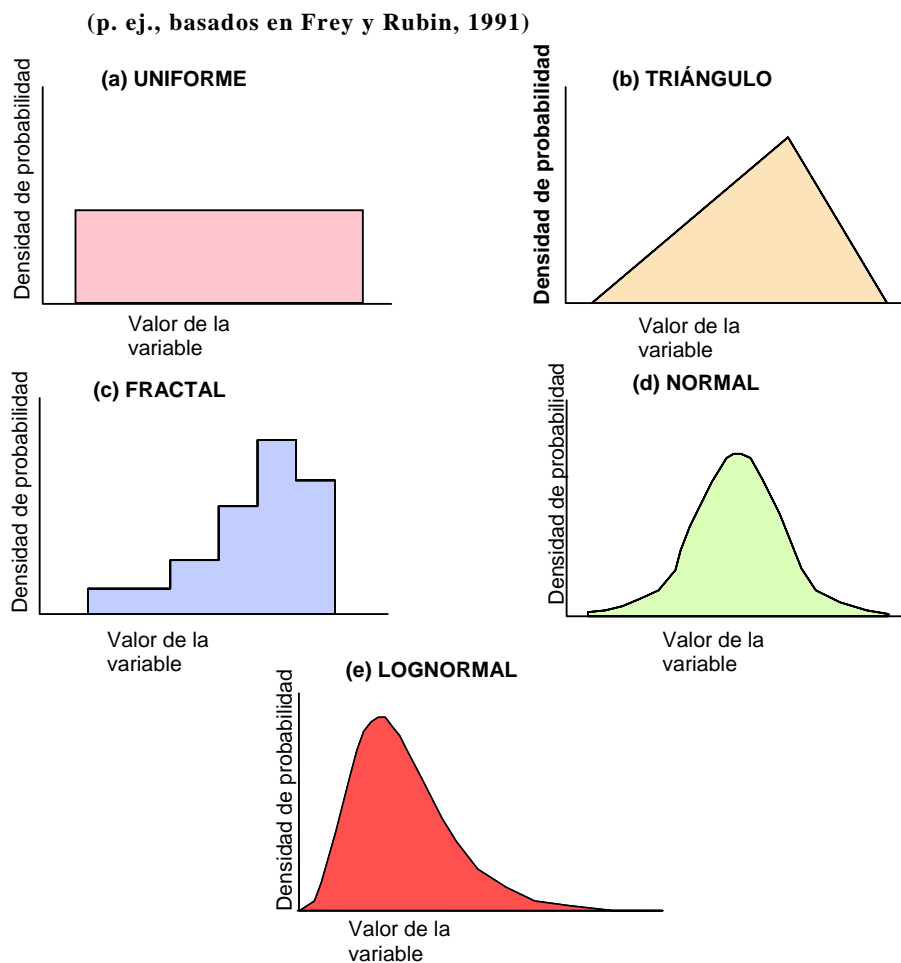 (p. ej., basados en Frey y Rubin, 1991)
(a) UNIFORME
Densidad de probabilidad
Valor de la
variable
(b) TRIÁNGULO
Densidad de probabilidad
Valor de la
variable
(c) FRACTAL
Densidad de probabilidad
Valor de la
variable
(d) NORMAL
Densidad de probabilidad
Valor de la
variable
(e) LOGNORMAL
Densidad de probabilidad
Valor de la
variable